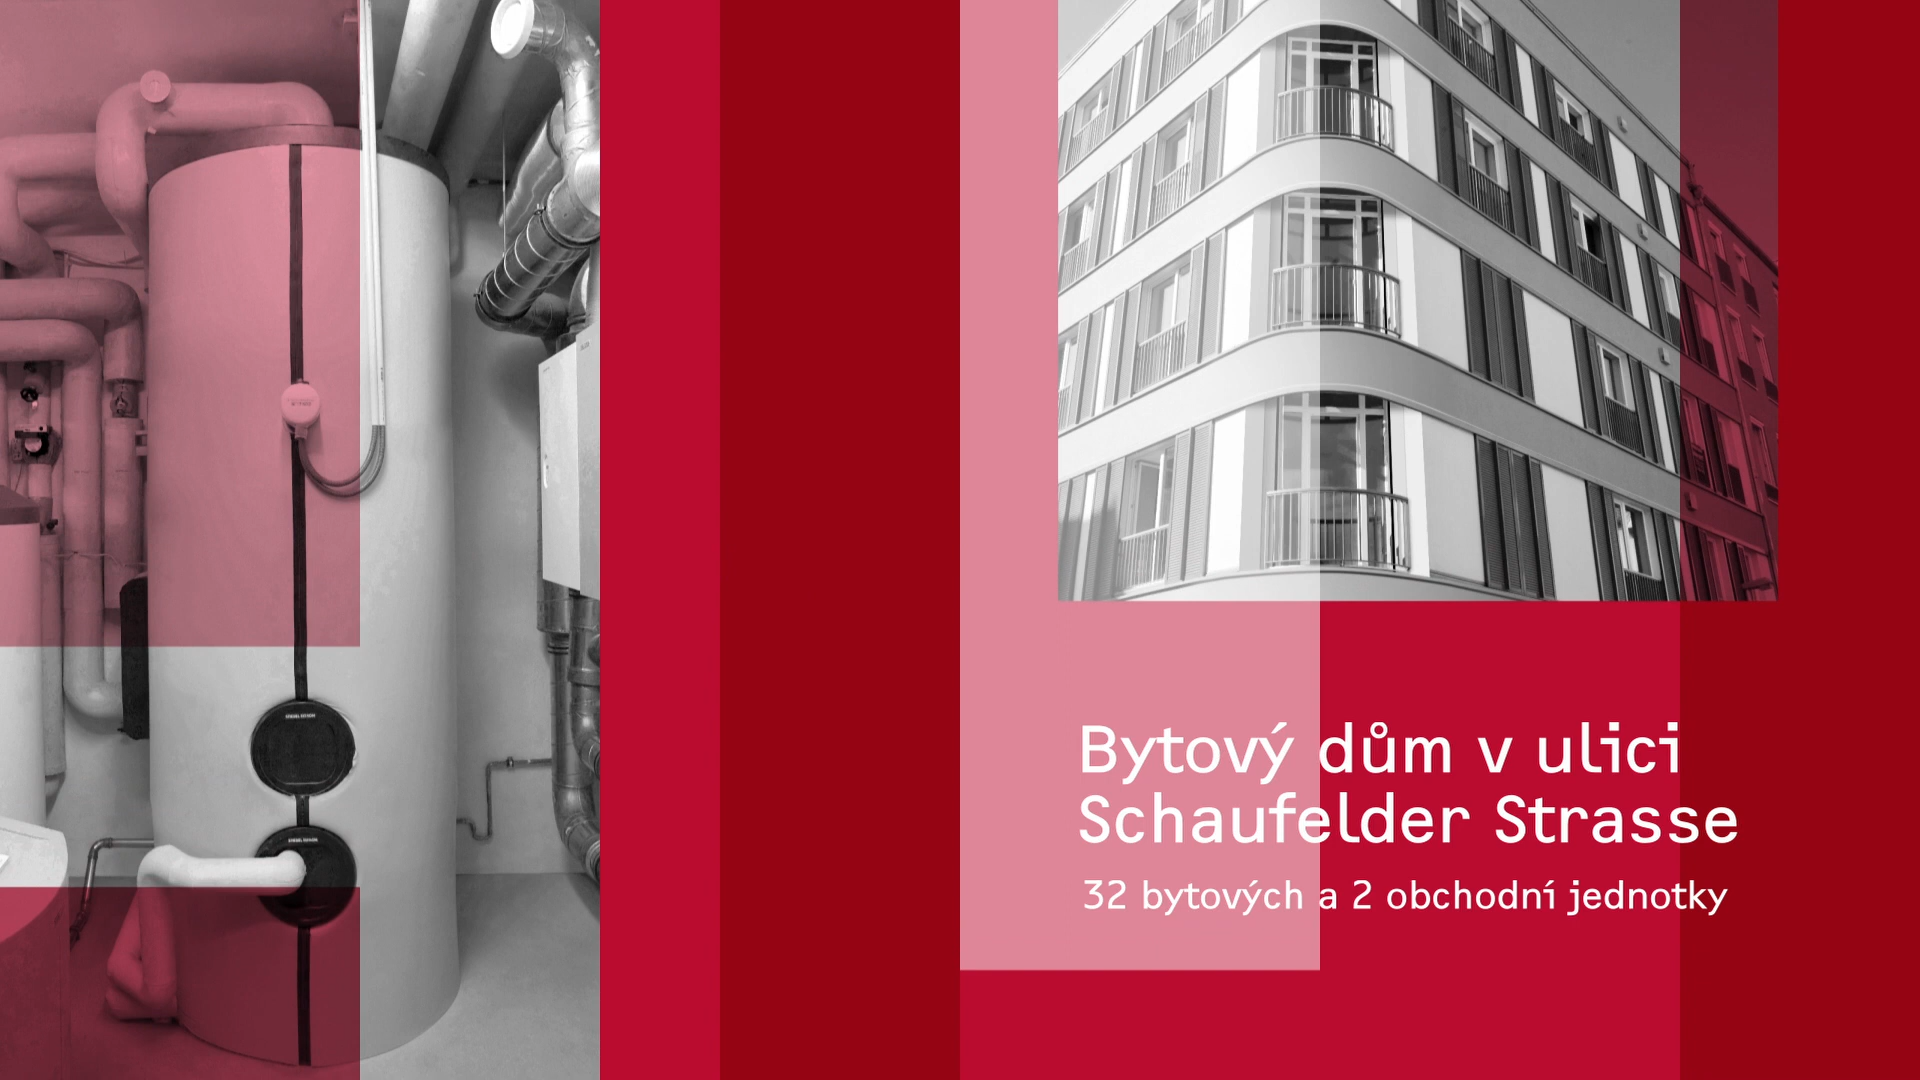 Bytový dům v ulici
Schaufelder Strasse
32 bytových a 2 obchodní jednotky